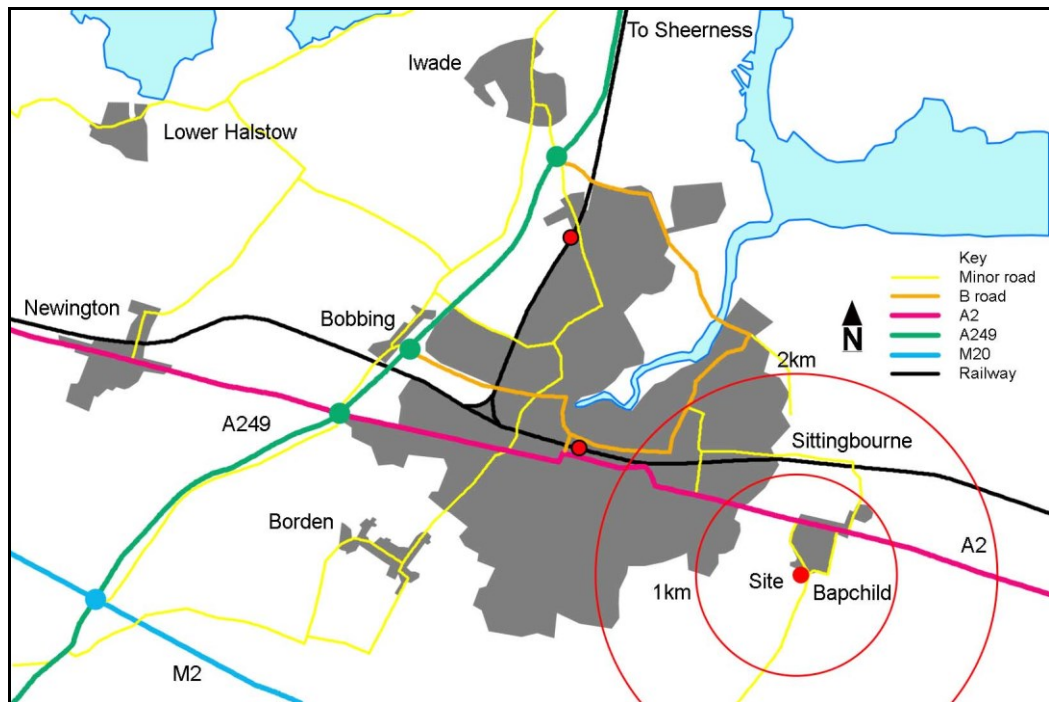 To Sheerness
Iwade
Lower Halstow
Key
Minor road
B road
A2
A249
M20
Railway
N
Newington
Bobbing
2km
A249
Sittingbourne
Borden
A2
Site
1km
Bapchild
M2